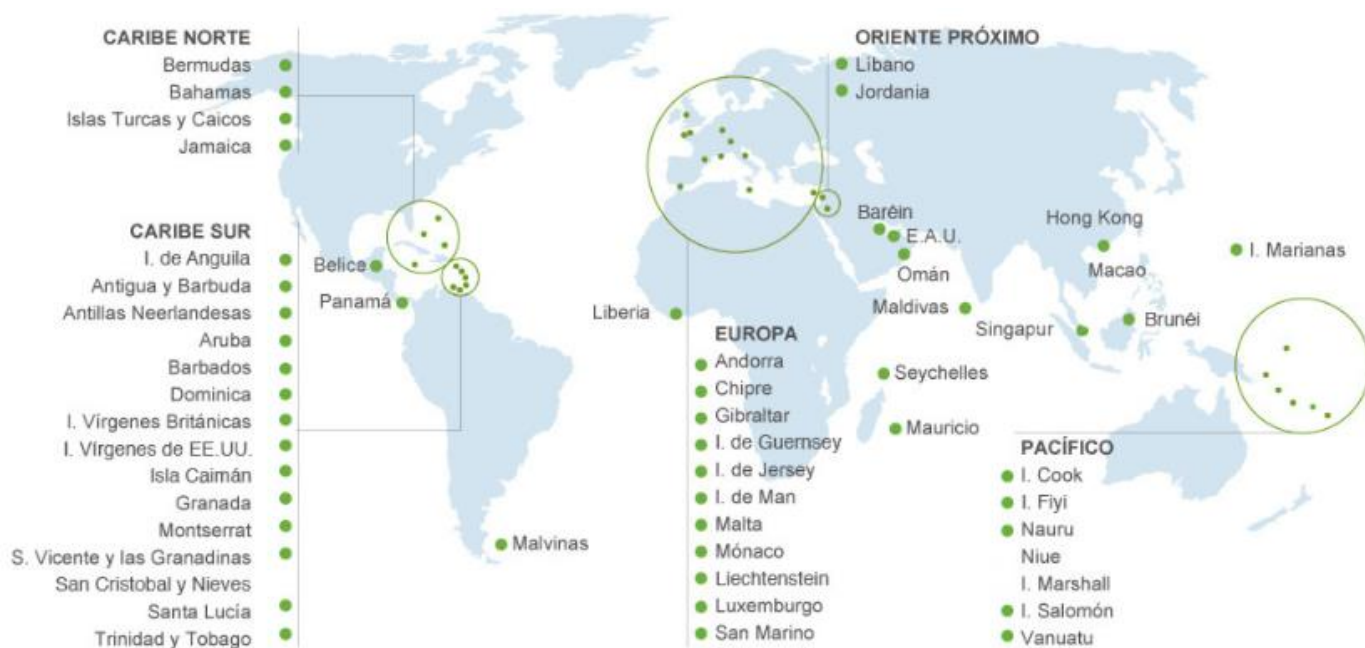 CARIBE NORTE
Bermudas
Bahamas
Islas Turcas y Caicos
Jamaica
CARIBE SUR
I. de Anguila
Antigua y Barbuda
Antillas Neerlandesas
Aruba
Barbados
Dominica
I. Vírgenes Británicas
I. Vírgenes de EE.UU.
Isla Caimán
Granada
Montserrat
S. Vicente y las Granadinas
San Cristobal y Nieves
Santa Lucía
Trinidad y Tobago
Belice
Panamá
Malvinas
Liberia
ORIENTE PRÓXIMO
Líbano
Jordania
Baréin
E.A.U.
Omán
Maldivas
Seychelles
Mauricio
Hong Kong
Macao
Singapur
Brunéi
I. Marianas
EUROPA
Andorra
Chipre
Gibraltar
I. de Guernsey
I. de Jersey
I. de Man
Malta
Mónaco
Liechtenstein
Luxemburgo
San Marino
PACÍFICO
I. Cook
I. Fiyi
Nauru
Niue
I. Marshall
I. Salomón
Vanuatu